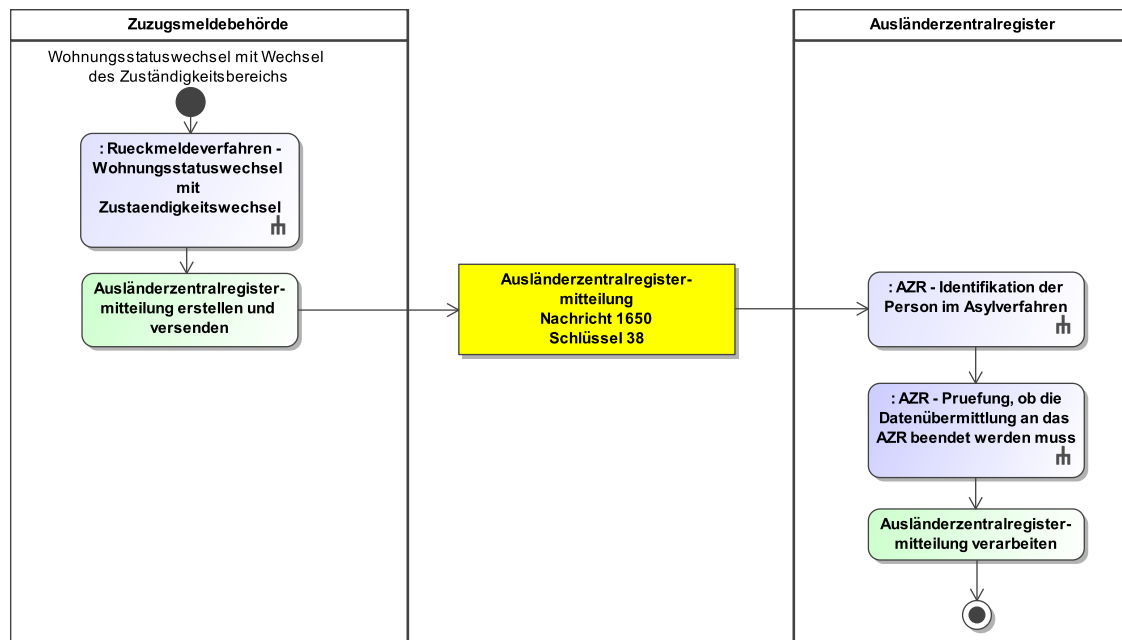 Zuzugsmeldebehörde
Wohnungsstatuswechsel mit Wechsel
des Zuständigkeitsbereichs
: Rueckmeldeverfahren -
Wohnungsstatuswechsel
mit
Zustaendigkeitswechsel
Ausländerzentralregister-
mitteilung erstellen und
versenden
Ausländerzentralregister-
mitteilung
Nachricht 1650
Schlüssel 38
Ausländerzentralregister
: AZR - Identifikation der
Person im Asylverfahren
: AZR - Pruefung, ob die
Datenübermittlung an das
AZR beendet werden muss
Ausländerzentralregister-
mitteilung verarbeiten